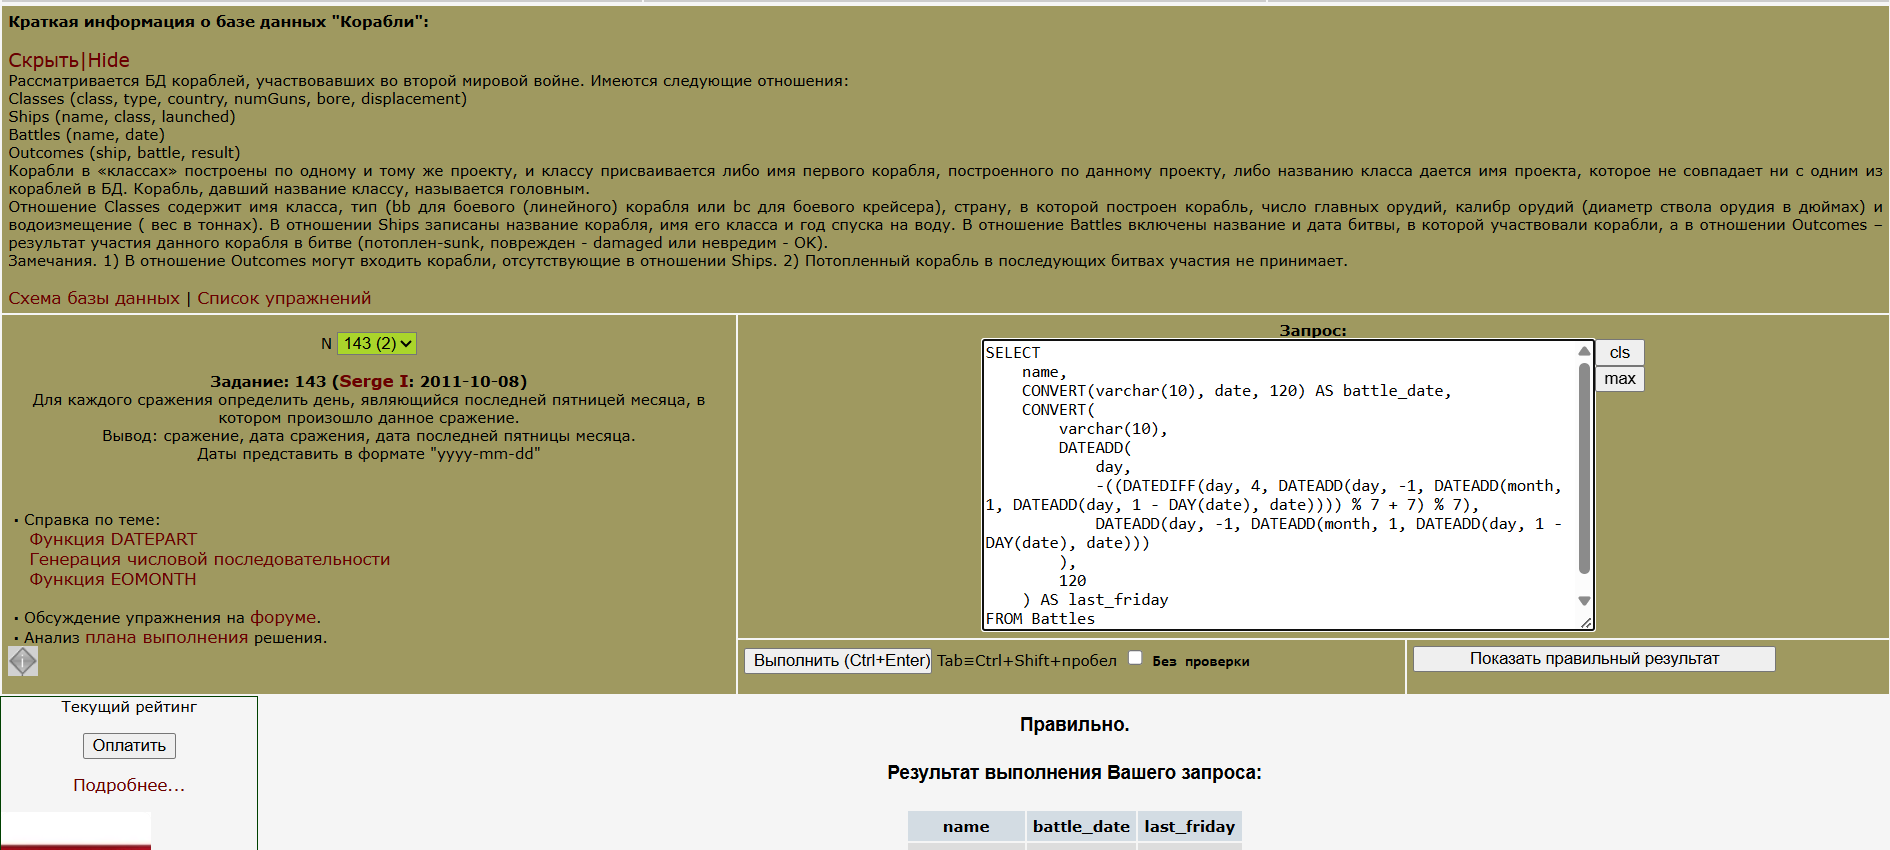 Краткая информация о базе данных "Корабли":
Скрыть|Hide
Рассматривается БД кораблей, участвовавших во второй мировой войне. Имеются следующие отношения:
Classes (class, type, country, numGuns, bore, displacement)
Ships (name, class, launched)
Battles (name, date)
Outcomes (ship, battle, result)
Корабли в «классах» построены по одному и тому же проекту, и классу присваивается либо имя первого корабля, построенного по данному проекту, либо названию класса дается имя проекта, которое не совпадает ни с одним из
кораблей в БД. Корабль, давший название классу, называется головным.
Отношение Classes содержит имя класса, тип (bb для боевого (линейного) корабля или bc для боевого крейсера), страну, в которой построен корабль, число главных орудий, калибр орудий (диаметр ствола орудия в дюймах) и
водоизмещение ( вес в тоннах). В отношении Ships записаны название корабля, имя его класса и год спуска на воду. В отношение Battles включены название и дата битвы, в которой участвовали корабли, а в отношении Outcomes –
результат участия данного корабля в битве (потоплен-sunk, поврежден - damaged или невредим - OK).
Замечания. 1) В отношение Outcomes могут входить корабли, отсутствующие в отношении Ships. 2) Потопленный корабль в последующих битвах участия не принимает.
Схема базы данных | Список упражнений
N 143 (2)
Задание: 143 (Serge I: 2011-10-08)
Для каждого сражения определить день, являющийся последней пятницей месяца, в
котором произошло данное сражение.
Вывод: сражение, дата сражения, дата последней пятницы месяца.
Даты представить в формате "yyyy-mm-dd"
· Справка по теме:
Функция DATEPART
Генерация числовой последовательности
Функция EOMONTH
· Обсуждение упражнения на форуме.
· Анализ плана выполнения решения.
Запрос:
SELECT
    name,
    CONVERT(varchar(10), date, 120) AS battle_date,
    CONVERT(
        varchar(10),
        DATEADD(
            day,
            -((DATEDIFF(day, 4, DATEADD(day, -1, DATEADD(month,
1, DATEADD(day, 1 - DAY(date), date)))) % 7 + 7) % 7),
            DATEADD(day, -1, DATEADD(month, 1, DATEADD(day, 1 -
DAY(date), date)))
        ),
        120
    ) AS last_friday
FROM Battles
cls
max
Выполнить (Ctrl+Enter) Tab≡Ctrl+Shift+пробел Без проверки
Показать правильный результат
Текущий рейтинг
Оплатить
Подробнее...
Правильно.
Результат выполнения Вашего запроса:
name battle_date last_friday